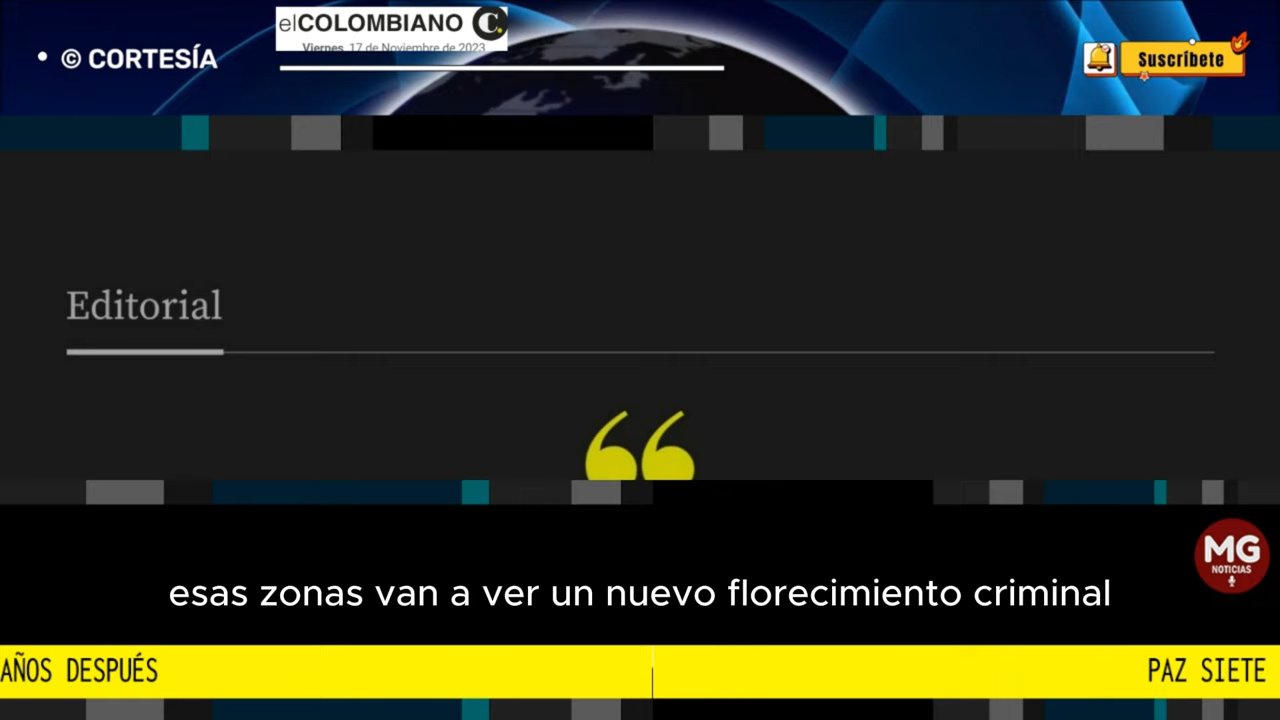 elCOLOMBIANO C.
Viernes, 17 de Noviembre de 2023
• © CORTESÍA
Suscríbete
Editorial
“
MG
NOTICIAS
esas zonas van a ver un nuevo florecimiento criminal
AÑOS DESPUÉS
PAZ SIETE